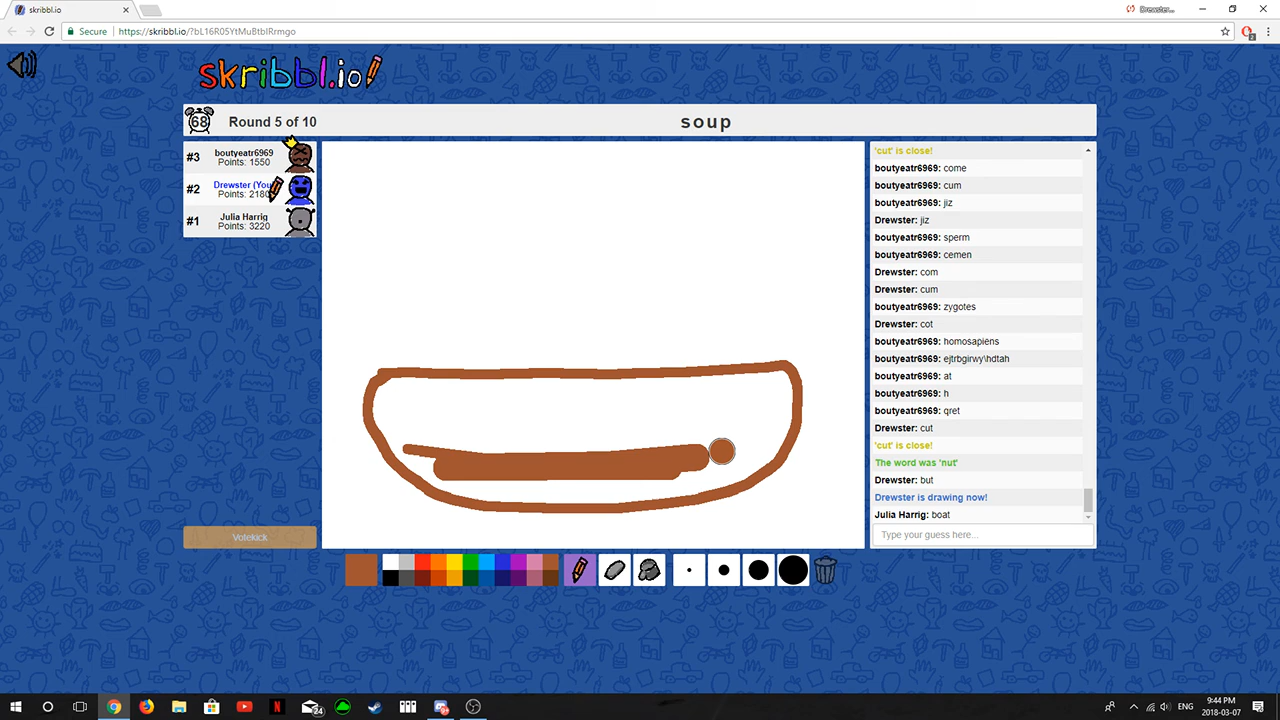 skribbl.io
iDrewster...
Secure
https://skribbl.io/?bL16R05YtMuBtblRrmgo
2
skribbl.io
68
Round 5 of 10
soup
#3
boutyeatr6969
Points: 1550
#2
Drewster (You
Points: 2180
#1
Julia Harrig
Points: 3220
'cut' is close!
boutyeatr6969: come
boutyeatr6969: cum
boutyeatr6969: jiz
Drewster: jiz
boutyeatr6969: sperm
boutyeatr6969: cemen
Drewster: com
Drewster: cum
boutyeatr6969: zygotes
Drewster: cot
boutyeatr6969: homosapiens
boutyeatr6969: ejtrbgirwy\hdtah
boutyeatr6969: at
boutyeatr6969: h
boutyeatr6969: qret
Drewster: cut
'cut' is close!
The word was 'nut'
Drewster: but
Drewster is drawing now!
Julia Harrig: boat
Type your guess here...
Votekick
24
9:44 PM
2018-03-07